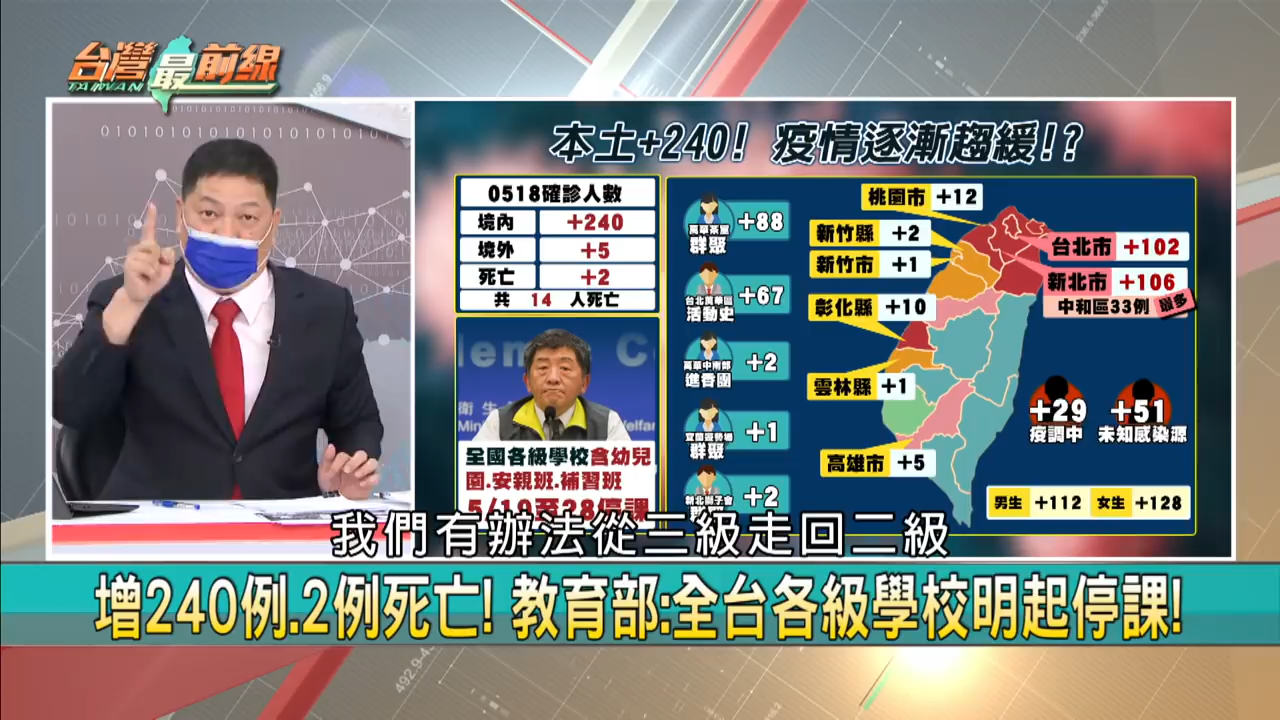 台灣最前線
TAIWAN
本土+240! 疫情逐漸趨緩!?
0518確診人數
境內 +240
境外 +5
死亡 +2
共 14 人死亡
全國各級學校含幼兒
園.安親班.補習班
5/19至28停課
萬華茶室
群聚 +88
台北萬華區
活動史 +67
萬華中南部
進香團 +2
宜蘭遊藝場
群聚 +1
新北獅子會
+2
桃園市 +12
新竹縣 +2
新竹市 +1
彰化縣 +10
雲林縣 +1
高雄市 +5
台北市 +102
新北市 +106
中和區33例 最多
+29
疫調中
+51
未知感染源
男生 +112 女生 +128
我們有辦法從三級走回二級
增240例.2例死亡! 教育部:全台各級學校明起停課!